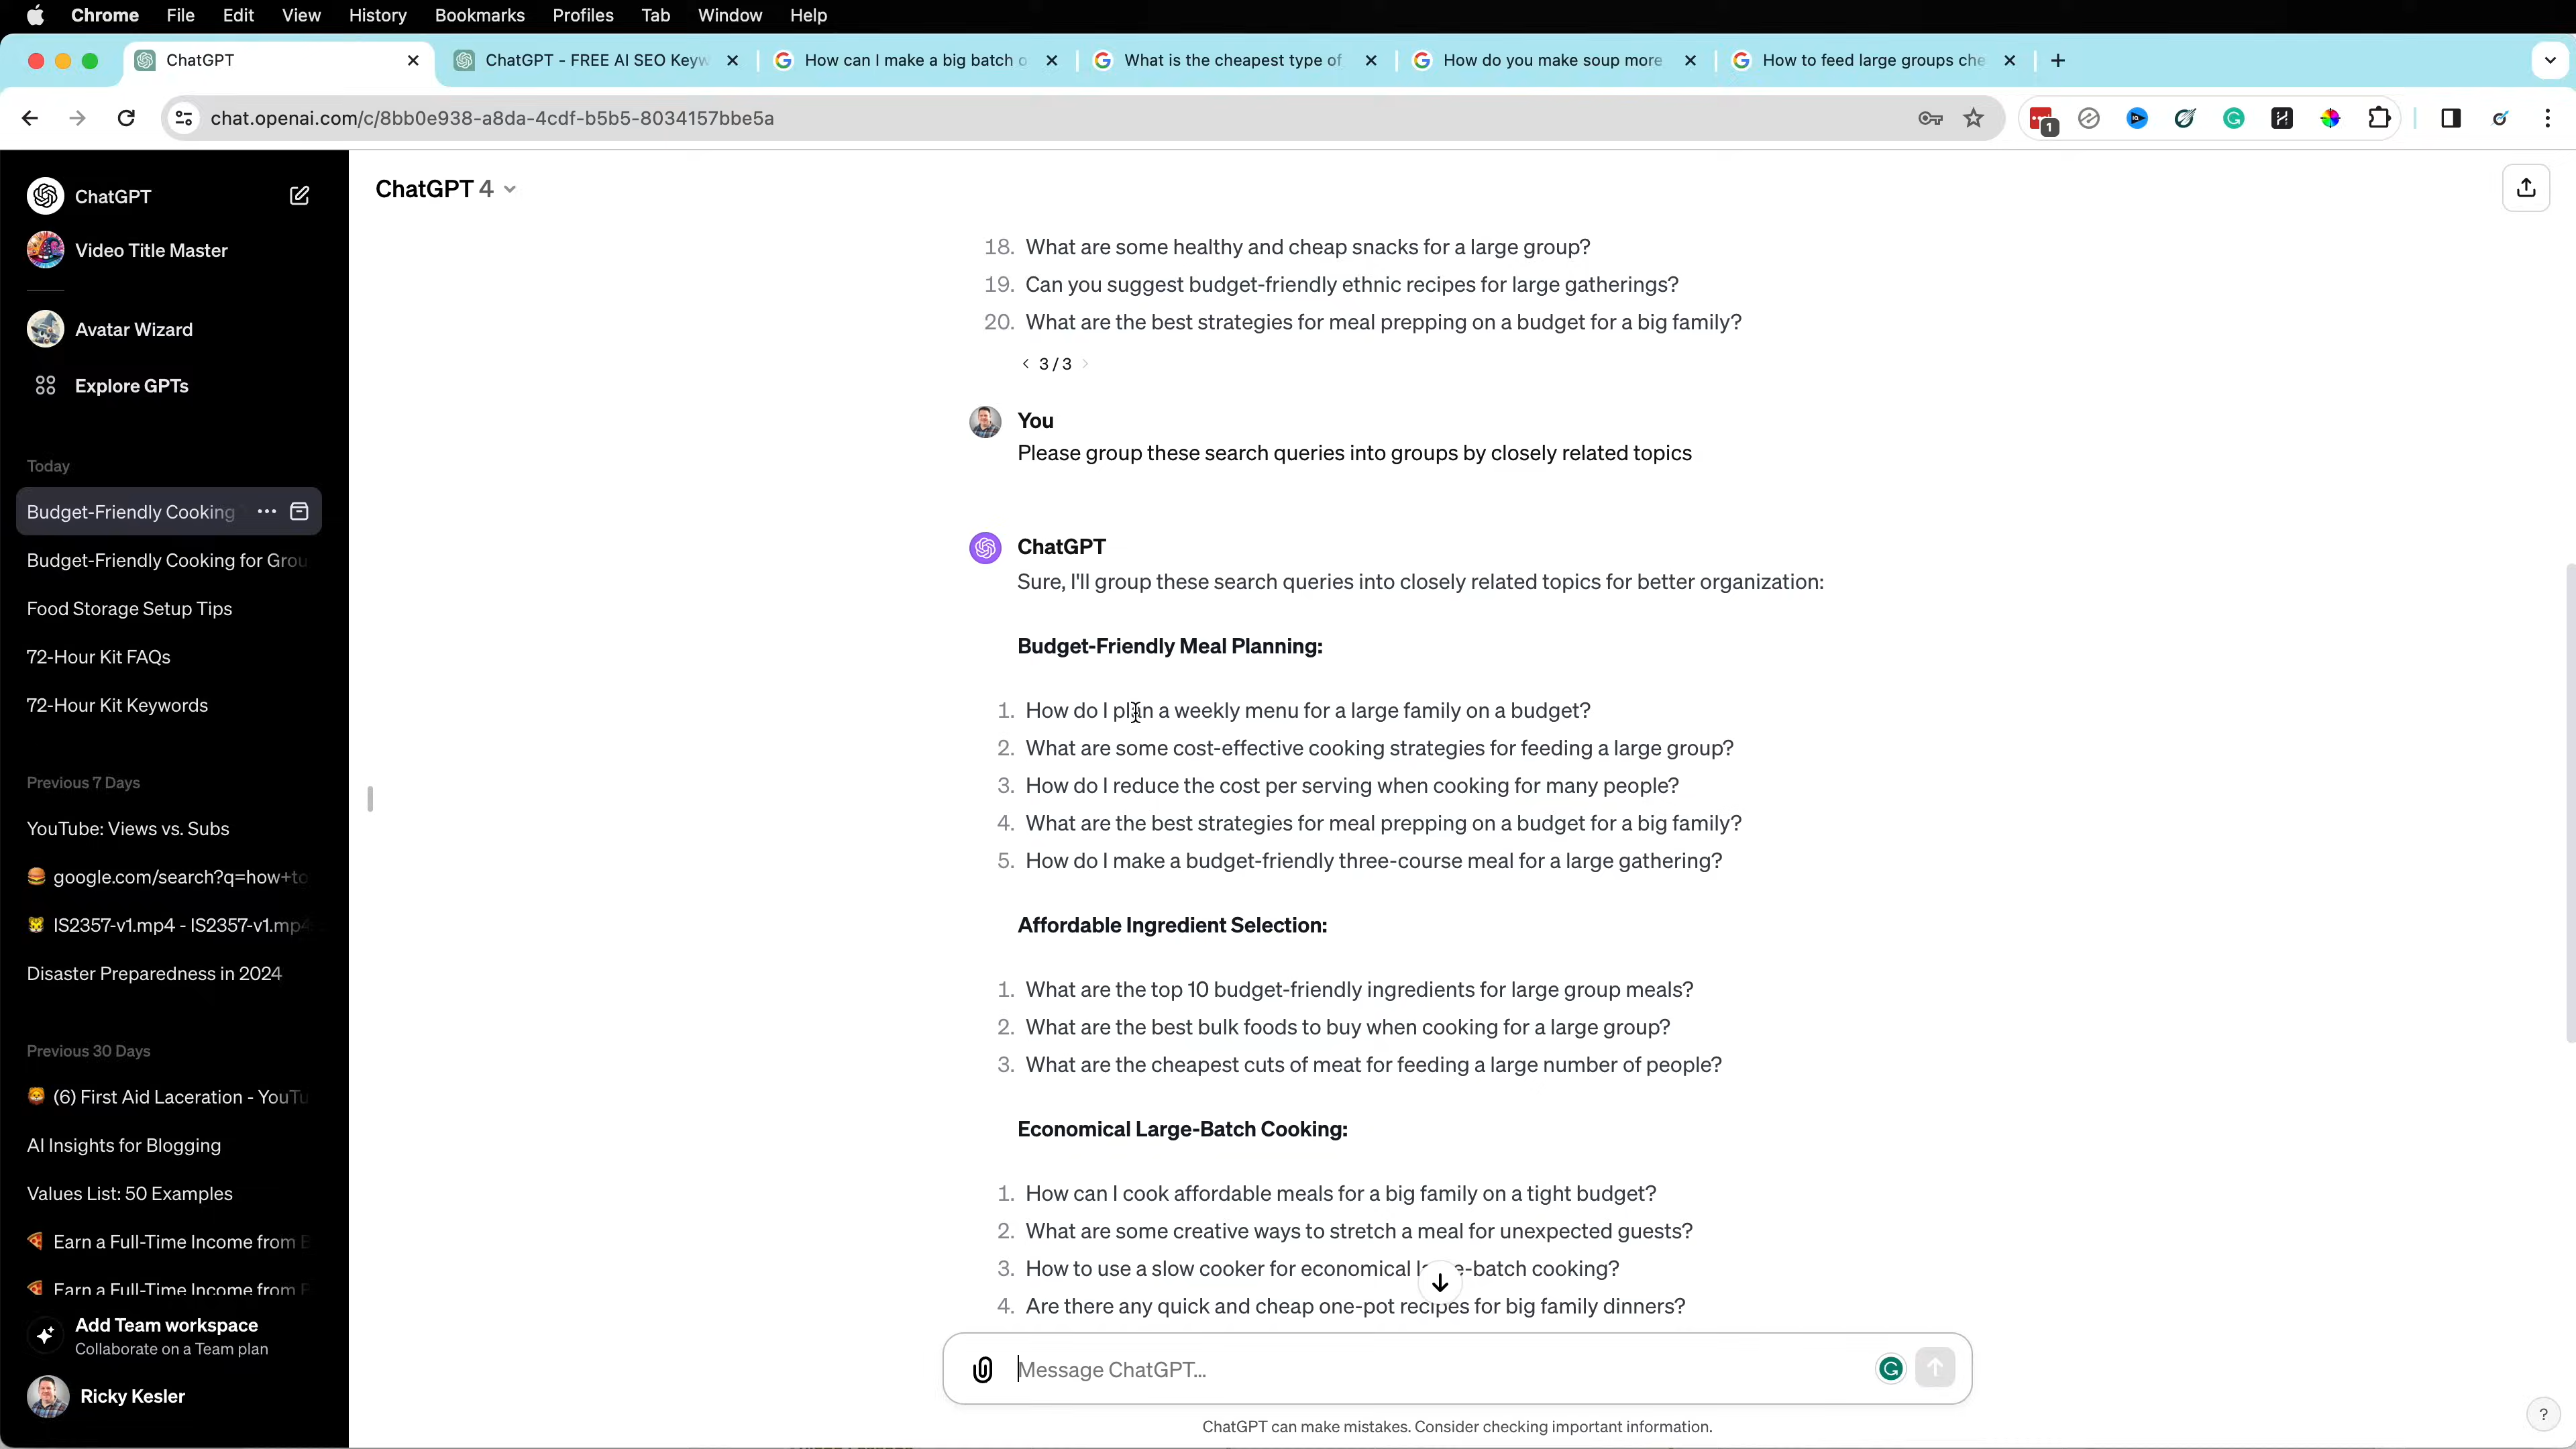 Chrome File Edit View History Bookmarks Profiles Tab Window Help
ChatGPT
ChatGPT - FREE AI SEO Keyw
How can I make a big batch o
What is the cheapest type of
How do you make soup more
How to feed large groups che
chat.openai.com/c/8bb0e938-a8da-4cdf-b5b5-8034157bbe5a
1
ChatGPT
Video Title Master
Avatar Wizard
Explore GPTs
Today
Budget-Friendly Cooking
Budget-Friendly Cooking for Grou
Food Storage Setup Tips
72-Hour Kit FAQs
72-Hour Kit Keywords
Previous 7 Days
YouTube: Views vs. Subs
google.com/search?q=how+to
IS2357-v1.mp4 - IS2357-v1.mp4
Disaster Preparedness in 2024
Previous 30 Days
(6) First Aid Laceration - YouTu
AI Insights for Blogging
Values List: 50 Examples
Earn a Full-Time Income from
Earn a Full-Time Income from
Add Team workspace
Collaborate on a Team plan
Ricky Kesler
ChatGPT 4
18. What are some healthy and cheap snacks for a large group?
19. Can you suggest budget-friendly ethnic recipes for large gatherings?
20. What are the best strategies for meal prepping on a budget for a big family?
< 3 / 3 >
You
Please group these search queries into groups by closely related topics
ChatGPT
Sure, I'll group these search queries into closely related topics for better organization:
Budget-Friendly Meal Planning:
1. How do I plan a weekly menu for a large family on a budget?
2. What are some cost-effective cooking strategies for feeding a large group?
3. How do I reduce the cost per serving when cooking for many people?
4. What are the best strategies for meal prepping on a budget for a big family?
5. How do I make a budget-friendly three-course meal for a large gathering?
Affordable Ingredient Selection:
1. What are the top 10 budget-friendly ingredients for large group meals?
2. What are the best bulk foods to buy when cooking for a large group?
3. What are the cheapest cuts of meat for feeding a large number of people?
Economical Large-Batch Cooking:
1. How can I cook affordable meals for a big family on a tight budget?
2. What are some creative ways to stretch a meal for unexpected guests?
3. How to use a slow cooker for economical large-batch cooking?
4. Are there any quick and cheap one-pot recipes for big family dinners?
Message ChatGPT...
ChatGPT can make mistakes. Consider checking important information.
?